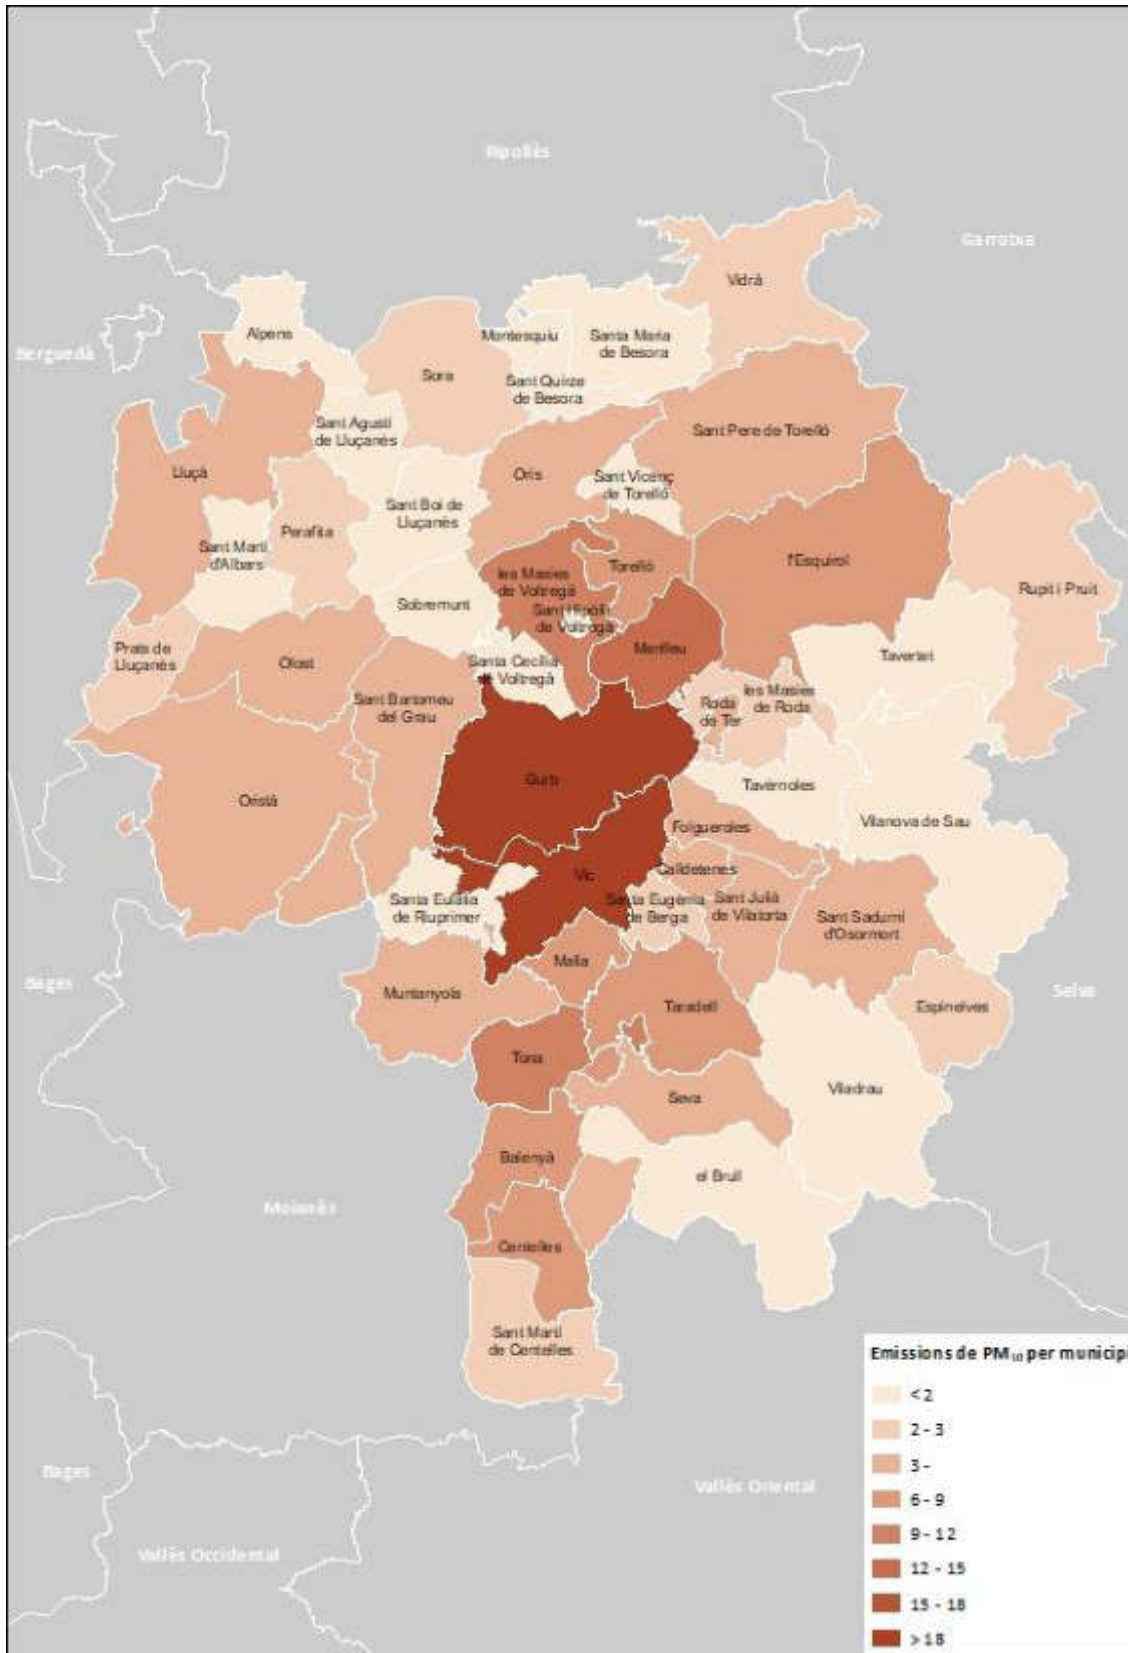 Ripollès
Garrotxa
Vidrà
Alpens
Montesquiu
Santa Maria
de Besora
Berguedà
Sora
Sant Quirze
de Besora
Sant Agustí
de Lluçanès
Sant Pere de Torelló
Lluçà
Orís
Sant Vicenç
de Torelló
Sant Boi de
Lluçanès
Perafita
Sant Martí
d'Albars
les Masies
de Voltregà
Torelló
l'Esquirol
Rupit i Pruit
Sobremunt
Sant Hipòlit
de Voltregà
Manlleu
Tavertet
Prats de
Lluçanès
Olost
Santa Cecília
de Voltregà
Sant Bartomeu
del Grau
Roda
de Ter
les Masies
de Roda
Gurb
Tavèrnoles
Oristà
Folgueroles
Vilanova de Sau
Vic
Calldetenes
Santa Eulàlia
de Riuprimer
Santa Eugènia
de Berga
Sant Julià
de Vilatorta
Sant Sadurní
d'Osormort
Malla
Bages
Muntanyola
Taradell
Espinelves
Selva
Tona
Viladrau
Seva
Balenyà
el Brull
Moianès
Centelles
Sant Martí
de Centelles
Emissions de PM10 per municipi
<2
2 - 3
3 -
6 - 9
9 - 12
12 - 15
15 - 18
>18
Bages
Vallès Oriental
Vallès Occidental